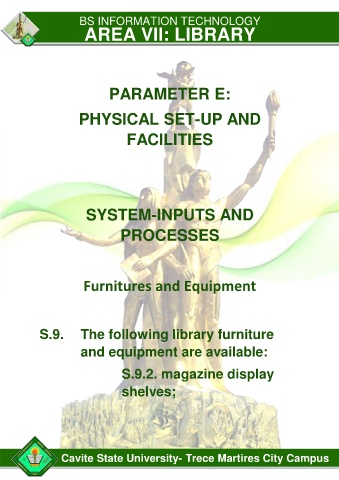 BS INFORMATION TECHNOLOGY
AREA VII: LIBRARY
PARAMETER E:
PHYSICAL SET-UP AND
FACILITIES
SYSTEM-INPUTS AND
PROCESSES
Furnitures and Equipment
S.9. The following library furniture
and equipment are available:
S.9.2. magazine display
shelves;
Cavite State University- Trece Martires City Campus